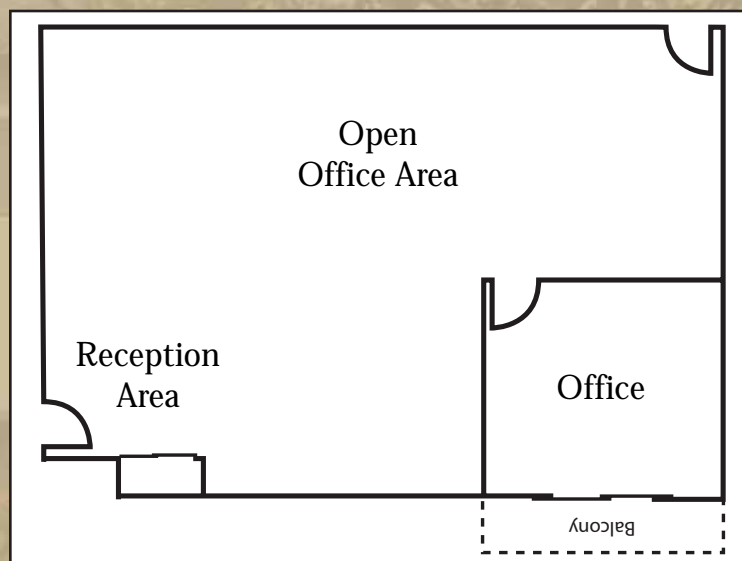 Open
Office Area
Reception
Area
Office
Balcony